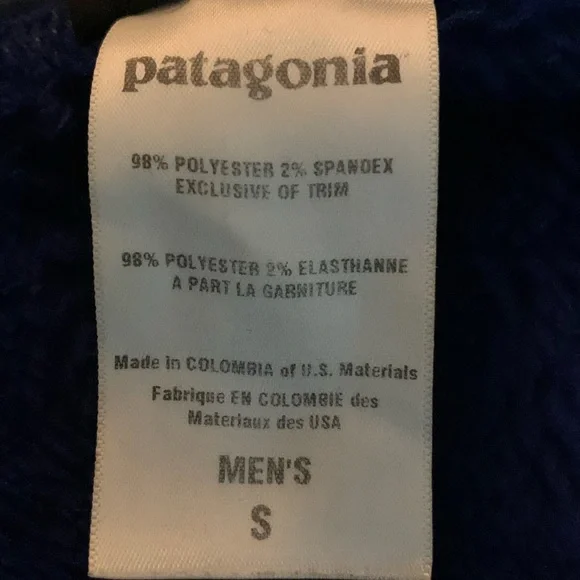 patagonia
98% POLYESTER 2% SPANDEX
EXCLUSIVE OF TRIM
98% POLYESTER 2% ELASTHANNE
A PART LA GARNITURE
Made in COLOMBIA of U.S. Materials
Fabrique EN COLOMBIE des
Materiaux des USA
MEN'S
S